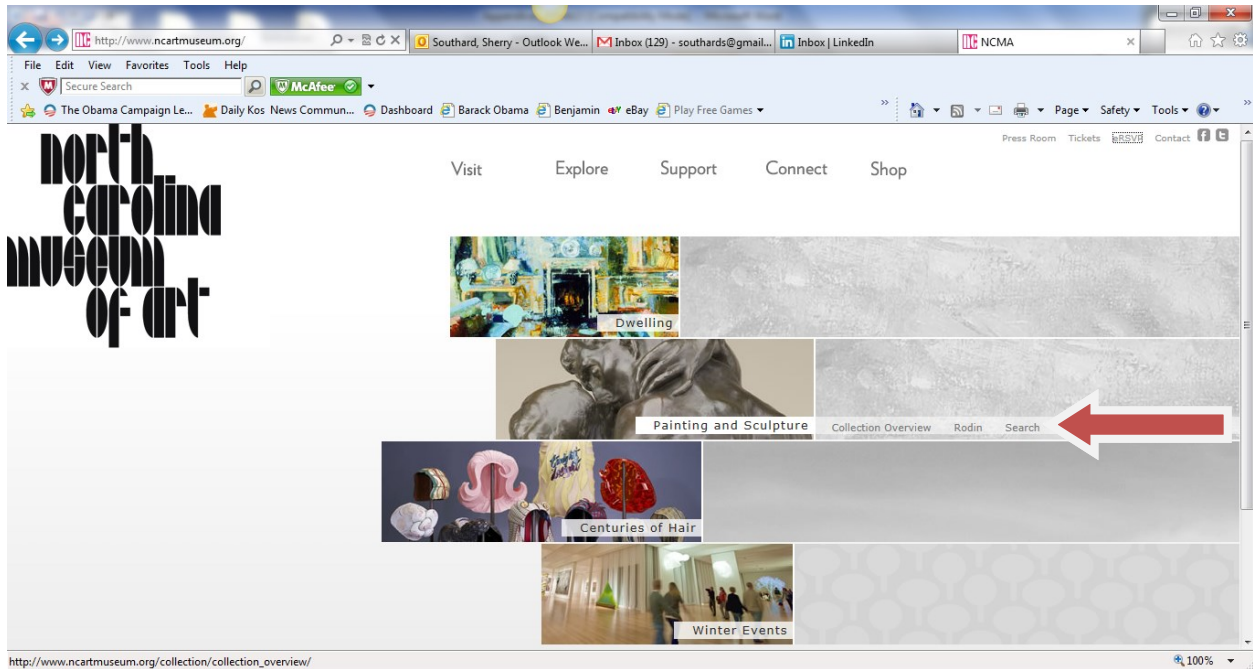 http://www.ncartmuseum.org/
Southard, Sherry - Outlook We...
Inbox (129) - southards@gmail...
Inbox | LinkedIn
NCMA
File Edit View Favorites Tools Help
Secure Search
McAfee
The Obama Campaign Le... Daily Kos News Commun... Dashboard Barack Obama Benjamin eBay Play Free Games
Page Safety Tools
Press Room Tickets eRSVP Contact
north
carolina
museum
of art
Visit Explore Support Connect Shop
Dwelling
Painting and Sculpture Collection Overview Rodin Search
Centuries of Hair
Winter Events
http://www.ncartmuseum.org/collection/collection_overview/
100%